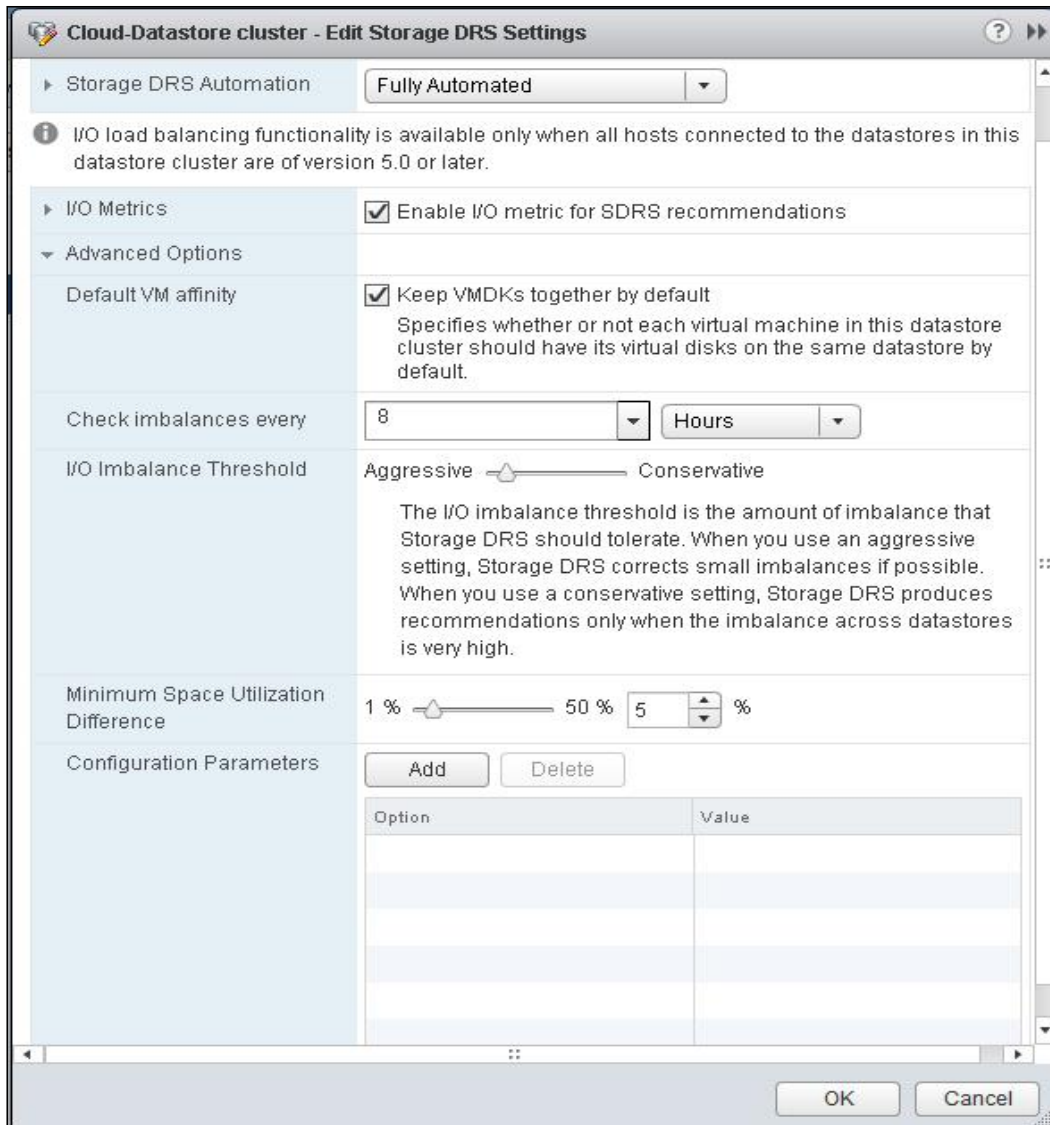 Cloud-Datastore cluster - Edit Storage DRS Settings
Storage DRS Automation
Fully Automated
I/O load balancing functionality is available only when all hosts connected to the datastores in this
datastore cluster are of version 5.0 or later.
I/O Metrics
Enable I/O metric for SDRS recommendations
Advanced Options
Default VM affinity
Keep VMDKs together by default
Specifies whether or not each virtual machine in this datastore
cluster should have its virtual disks on the same datastore by
default.
Check imbalances every
8
Hours
I/O Imbalance Threshold
Aggressive
Conservative
The I/O imbalance threshold is the amount of imbalance that
Storage DRS should tolerate. When you use an aggressive
setting, Storage DRS corrects small imbalances if possible.
When you use a conservative setting, Storage DRS produces
recommendations only when the imbalance across datastores
is very high.
Minimum Space Utilization
Difference
1 %
50 %
5
%
Configuration Parameters
Add
Delete
Option
Value
OK
Cancel